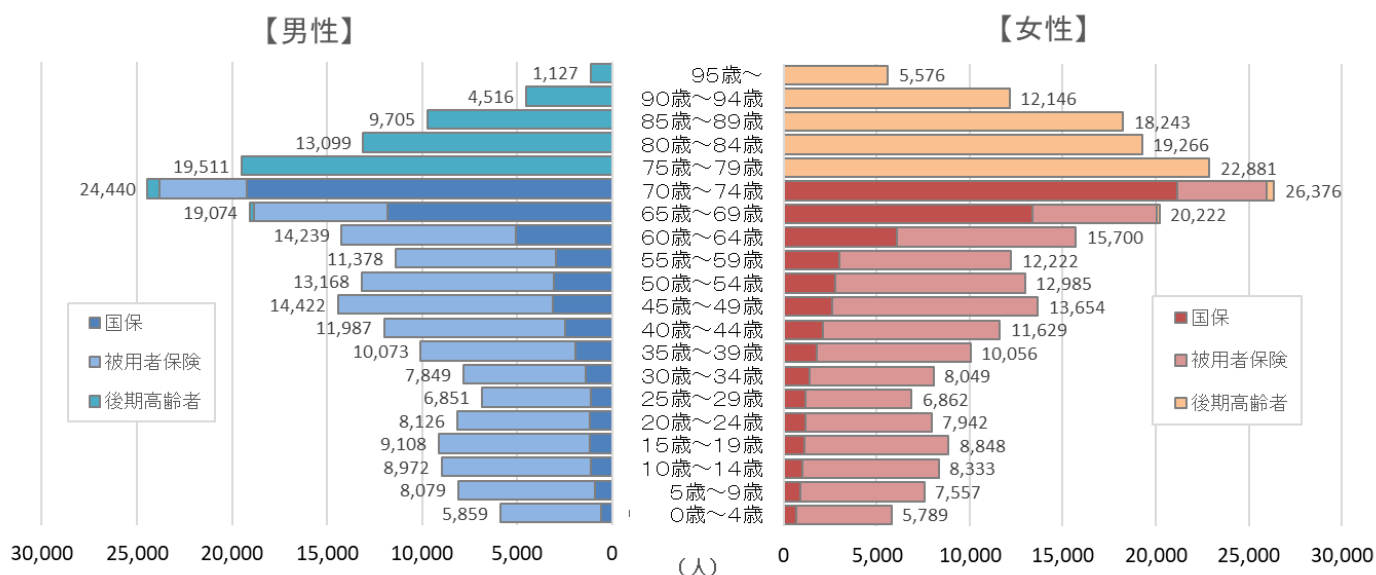 【男性】 【女性】
1,127 95歳～ 5,576
4,516 90歳～94歳 12,146
9,705 85歳～89歳 18,243
13,099 80歳～84歳 19,266
19,511 75歳～79歳 22,881
24,440 70歳～74歳 26,376
19,074 65歳～69歳 20,222
14,239 60歳～64歳 15,700
11,378 55歳～59歳 12,222
13,168 50歳～54歳 12,985
14,422 45歳～49歳 13,654
11,987 40歳～44歳 11,629
10,073 35歳～39歳 10,056
7,849 30歳～34歳 8,049
6,851 25歳～29歳 6,862
8,126 20歳～24歳 7,942
9,108 15歳～19歳 8,848
8,972 10歳～14歳 8,333
8,079 5歳～9歳 7,557
5,859 0歳～4歳 5,789
国保
被用者保険
後期高齢者
国保
被用者保険
後期高齢者
30,000 25,000 20,000 15,000 10,000 5,000 0 （人） 0 5,000 10,000 15,000 20,000 25,000 30,000